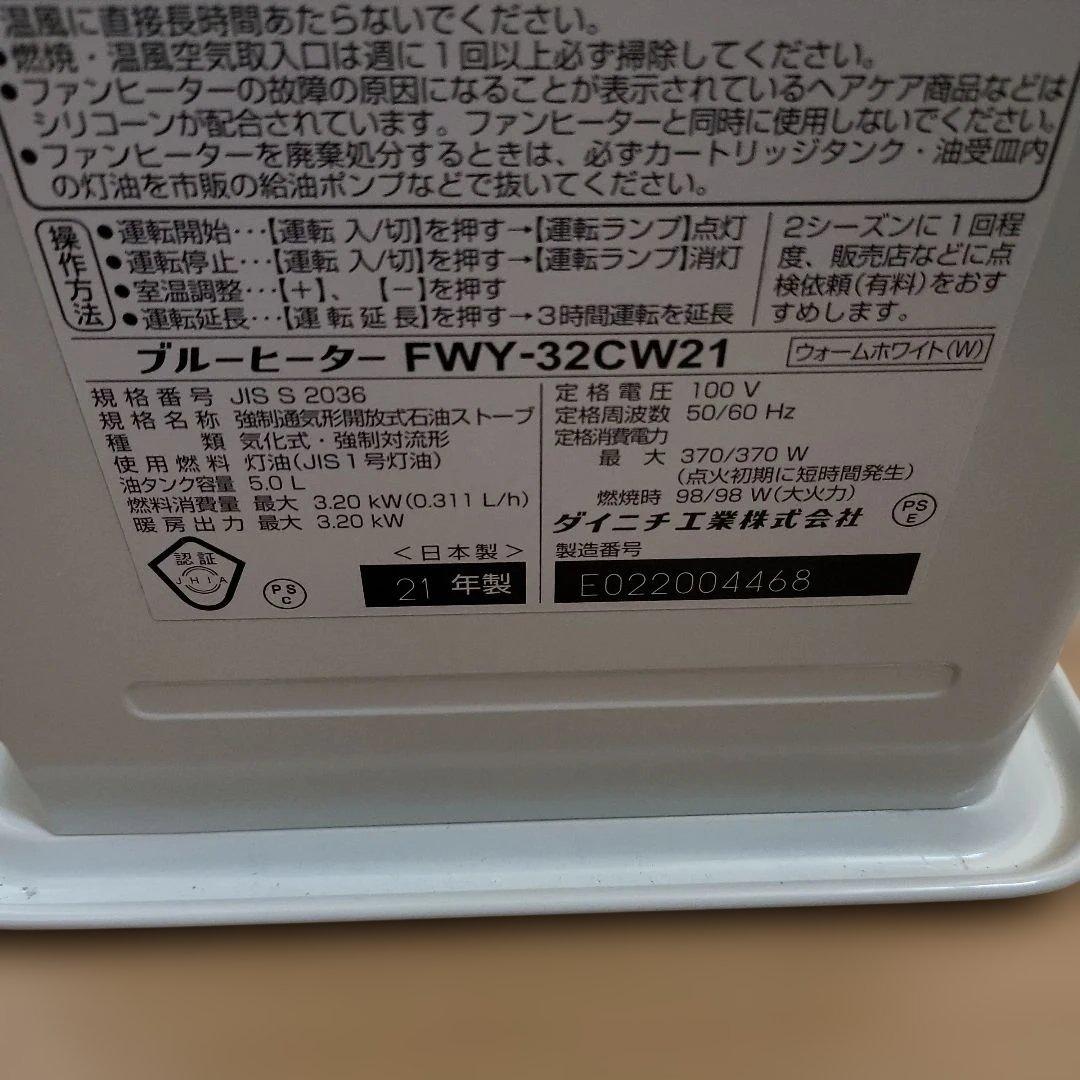 温風に直接長時間あたらないでください。
●燃焼・温風空気取入口は週に1回以上必ず掃除してください。
●ファンヒーターの故障の原因になることが表示されているヘアケア商品などは
シリコーンが配合されています。ファンヒーターと同時に使用しないでください。
●ファンヒーターを廃棄処分するときは、必ずカートリッジタンク・油受皿内
の灯油を市販の給油ポンプなどで抜いてください。
操作方法
●運転開始…【運転 入/切】を押す→【運転ランプ】点灯
●運転停止…【運転 入/切】を押す→【運転ランプ】消灯
●室温調整…【+】、【−】を押す
●運転延長…【運転延長】を押す→3時間運転を延長
2シーズンに1回程
度、販売店などに点
検依頼(有料)をおす
すめします。
ブルーヒーター FWY-32CW21
ウォームホワイト(W)
規格番号 JIS S 2036
規格名称 強制通気形開放式石油ストーブ
種類 気化式・強制対流形
使用燃料 灯油(JIS1号灯油)
油タンク容量 5.0 L
燃料消費量 最大 3.20 kW(0.311 L/h)
暖房出力 最大 3.20 kW
定格電圧 100 V
定格周波数 50/60 Hz
定格消費電力
最大 370/370 W
(点火初期に短時間発生)
燃焼時 98/98 W(大火力)
ダイニチ工業株式会社
PS
E
認証
JHIA
PS
C
<日本製>
21 年製
製造番号
E022004468